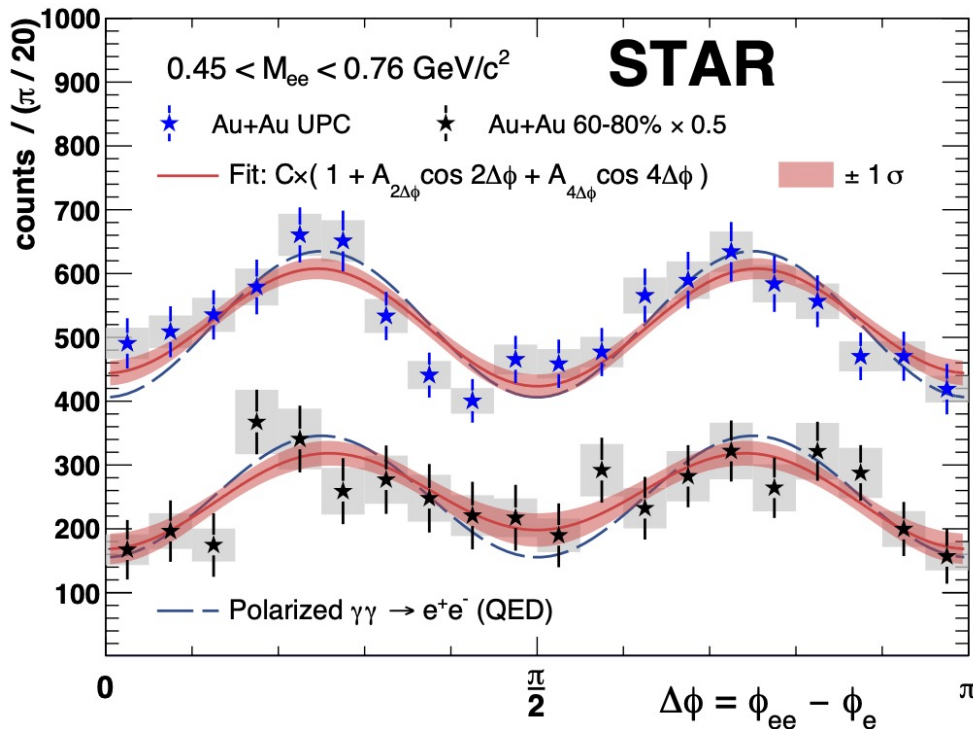 counts / (π / 20)
1000
900
800
700
600
500
400
300
200
100
0.45 < M_ee < 0.76 GeV/c²
STAR
Au+Au UPC
Au+Au 60-80% × 0.5
Fit: C×( 1 + A_2Δϕ cos 2Δϕ + A_4Δϕ cos 4Δϕ )
± 1 σ
Polarized γγ → e⁺e⁻ (QED)
0
π/2
π
Δϕ = ϕ_ee − ϕ_e